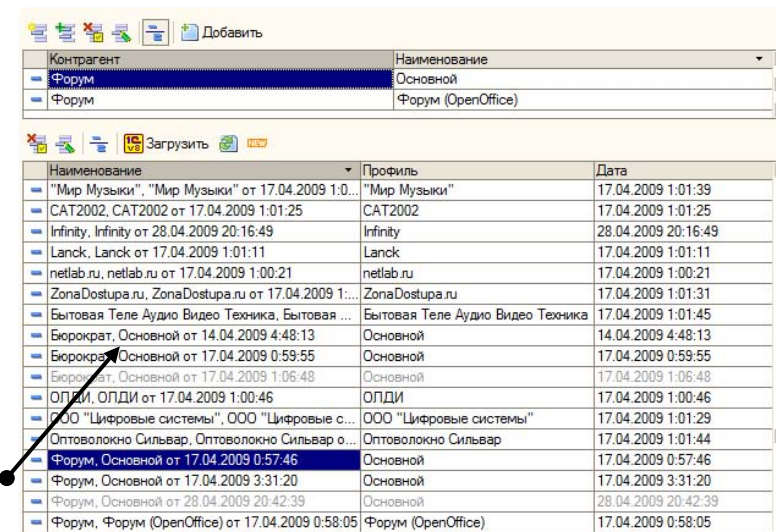 Добавить
Контрагент Наименование
Форум Основной
Форум Форум (OpenOffice)
Загрузить NEW
Наименование Профиль Дата
"Мир Музыки", "Мир Музыки" от 17.04.2009 1:0... "Мир Музыки" 17.04.2009 1:01:39
CAT2002, CAT2002 от 17.04.2009 1:01:25 CAT2002 17.04.2009 1:01:25
Infinity, Infinity от 28.04.2009 20:16:49 Infinity 28.04.2009 20:16:49
Lanck, Lanck от 17.04.2009 1:01:11 Lanck 17.04.2009 1:01:11
netlab.ru, netlab.ru от 17.04.2009 1:00:21 netlab.ru 17.04.2009 1:00:21
ZonaDostupa.ru, ZonaDostupa.ru от 17.04.2009 1:... ZonaDostupa.ru 17.04.2009 1:01:31
Бытовая Теле Аудио Видео Техника, Бытовая ... Бытовая Теле Аудио Видео Техника 17.04.2009 1:01:45
Бюрократ, Основной от 14.04.2009 4:48:13 Основной 14.04.2009 4:48:13
Бюрократ, Основной от 17.04.2009 0:59:55 Основной 17.04.2009 0:59:55
Бюрократ, Основной от 17.04.2009 1:06:48 Основной 17.04.2009 1:06:48
ОЛДИ, ОЛДИ от 17.04.2009 1:00:46 ОЛДИ 17.04.2009 1:00:46
ООО "Цифровые системы", ООО "Цифровые с... ООО "Цифровые системы" 17.04.2009 1:01:29
Оптоволокно Сильвар, Оптоволокно Сильвар о... Оптоволокно Сильвар 17.04.2009 1:01:44
Форум, Основной от 17.04.2009 0:57:46 Основной 17.04.2009 0:57:46
Форум, Основной от 17.04.2009 3:31:20 Основной 17.04.2009 3:31:20
Форум, Основной от 28.04.2009 20:42:39 Основной 28.04.2009 20:42:39
Форум, Форум (OpenOffice) от 17.04.2009 0:58:05 Форум (OpenOffice) 17.04.2009 0:58:05